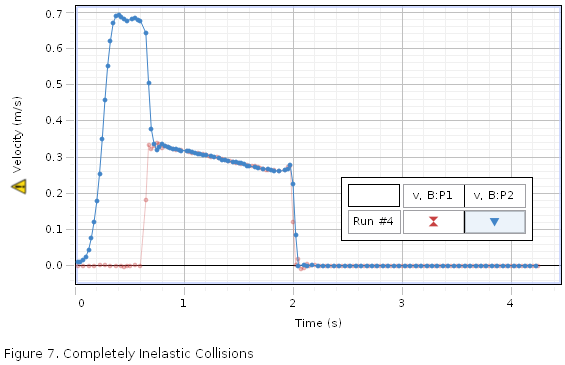 0.7
0.6
0.5
0.4
0.3
0.2
0.1
0.0
Velocity (m/s)
v, B:P1 v, B:P2
Run #4
0 1 2 3 4
Time (s)
Figure 7. Completely Inelastic Collisions